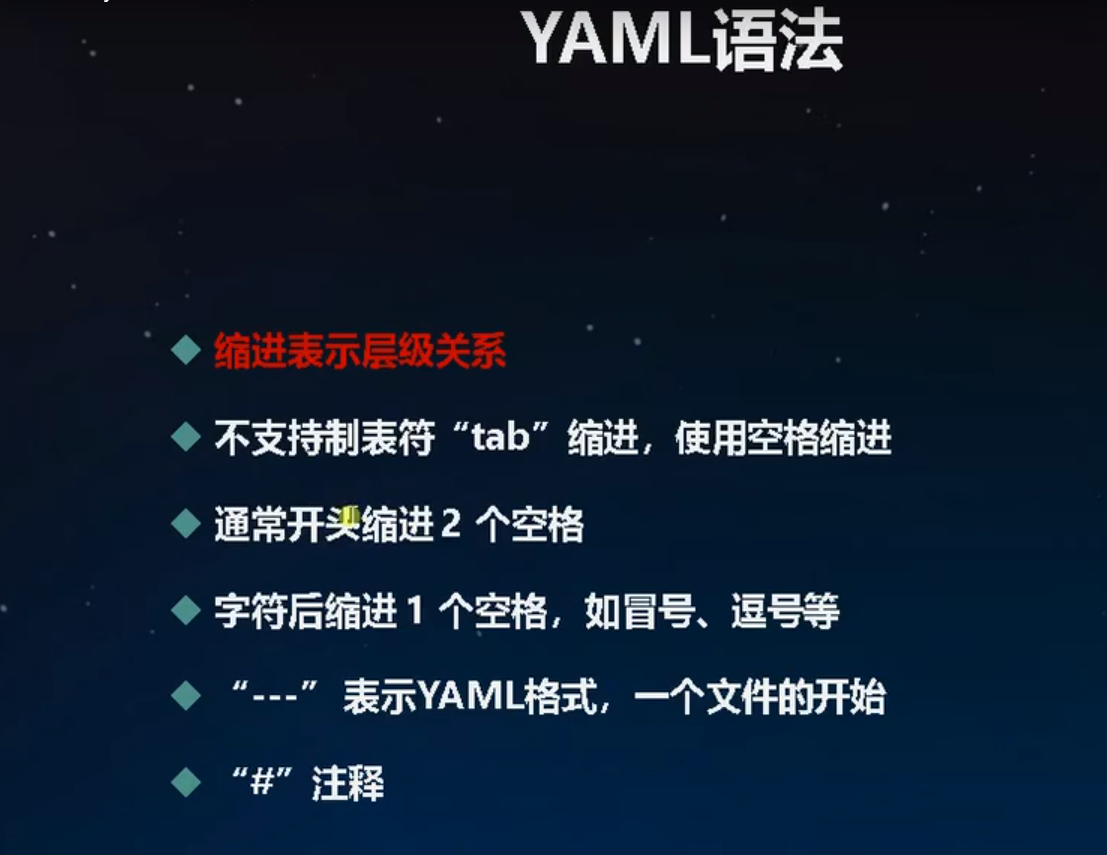 YAML语法
缩进表示层级关系
不支持制表符“tab”缩进，使用空格缩进
通常开头缩进2 个空格
字符后缩进1 个空格，如冒号、逗号等
“---” 表示YAML格式，一个文件的开始
“#” 注释